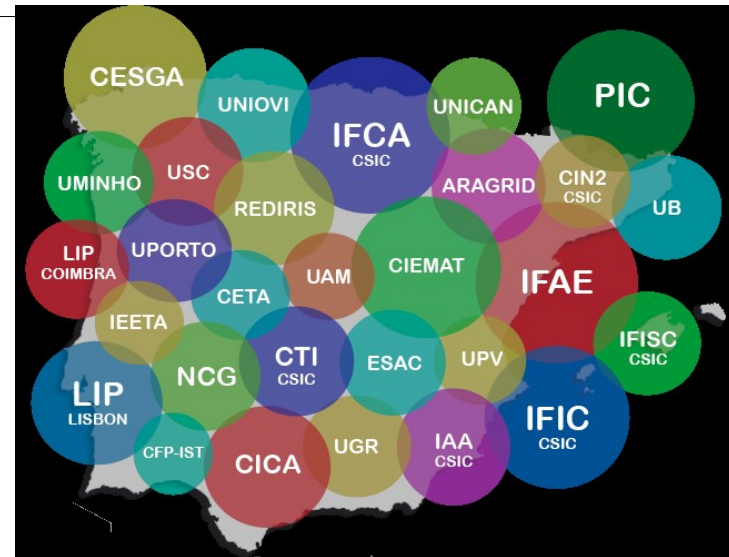 CESGA
UNIOVI
IFCA
CSIC
UNICAN
PIC
UMINHO
USC
REDIRIS
ARAGRID
CIN2
CSIC
UB
LIP
COIMBRA
UPORTO
CETA
UAM
CIEMAT
IFAE
IEETA
NCG
CTI
CSIC
ESAC
UPV
IFISC
CSIC
LIP
LISBON
CFP-IST
CICA
UGR
IAA
CSIC
IFIC
CSIC